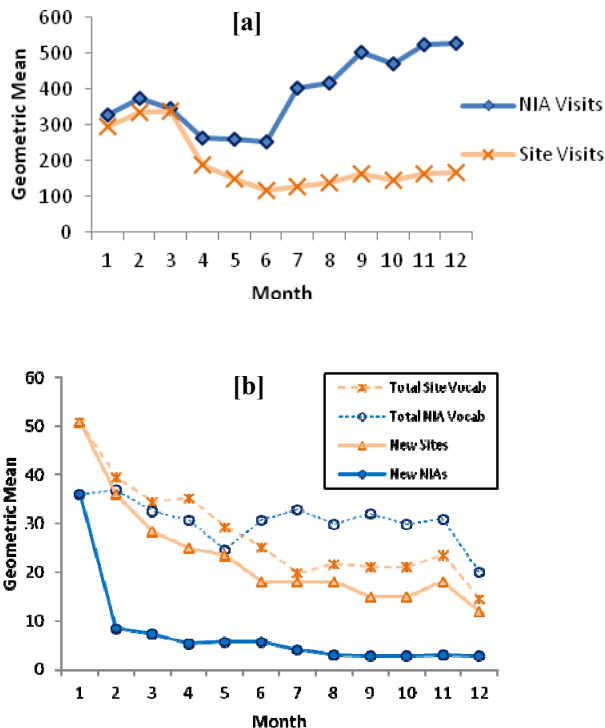 [a]
600
500
400
300
200
100
0
Geometric Mean
1 2 3 4 5 6 7 8 9 10 11 12
Month
NIA Visits
Site Visits
[b]
60
50
40
30
20
10
0
Geometric Mean
1 2 3 4 5 6 7 8 9 10 11 12
Month
Total Site Vocab
Total NIA Vocab
New Sites
New NIAs